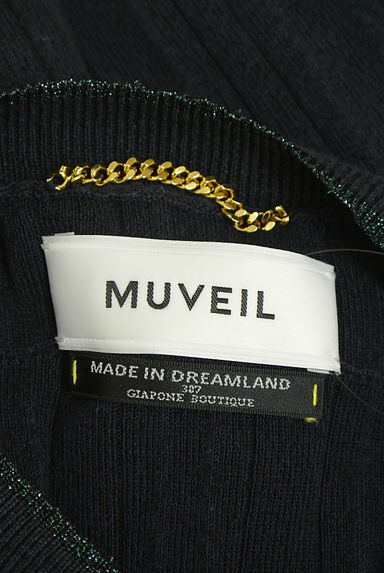 MUVEIL
MADE IN DREAMLAND
387
GIAPONE BOUTIQUE